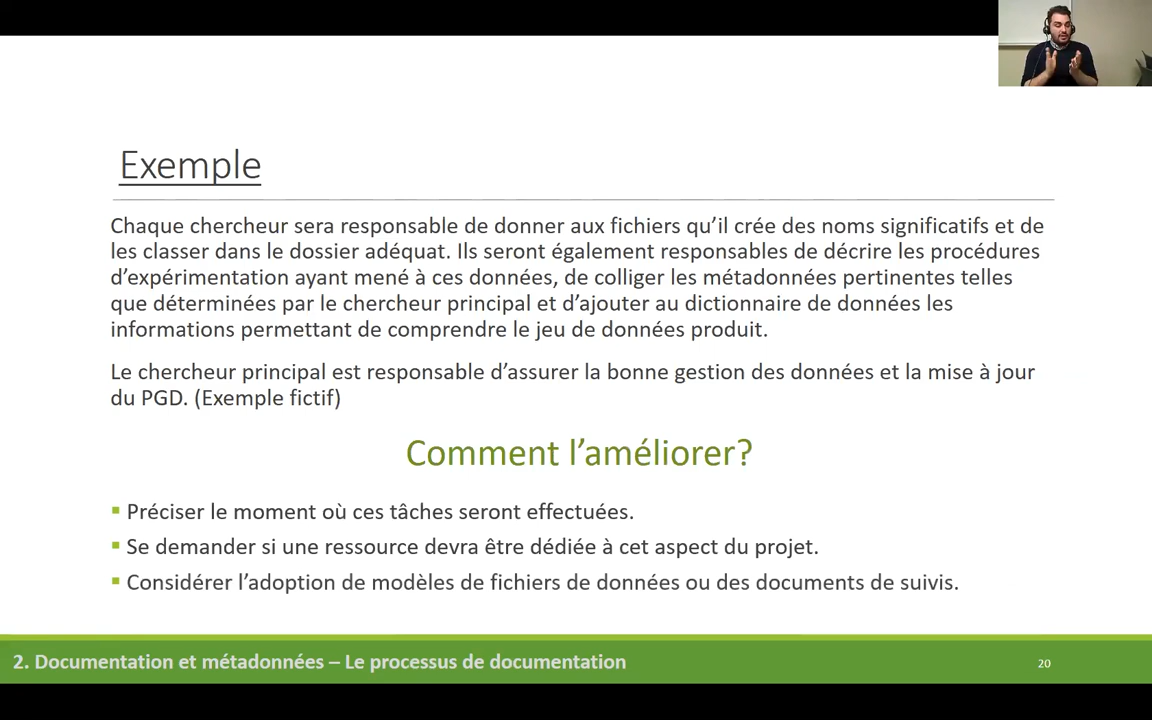 Exemple
Chaque chercheur sera responsable de donner aux fichiers qu’il crée des noms significatifs et de
les classer dans le dossier adéquat. Ils seront également responsables de décrire les procédures
d’expérimentation ayant mené à ces données, de colliger les métadonnées pertinentes telles
que déterminées par le chercheur principal et d’ajouter au dictionnaire de données les
informations permettant de comprendre le jeu de données produit.
Le chercheur principal est responsable d’assurer la bonne gestion des données et la mise à jour
du PGD. (Exemple fictif)
Comment l’améliorer?
▪ Préciser le moment où ces tâches seront effectuées.
▪ Se demander si une ressource devra être dédiée à cet aspect du projet.
▪ Considérer l’adoption de modèles de fichiers de données ou des documents de suivis.
2. Documentation et métadonnées – Le processus de documentation
20